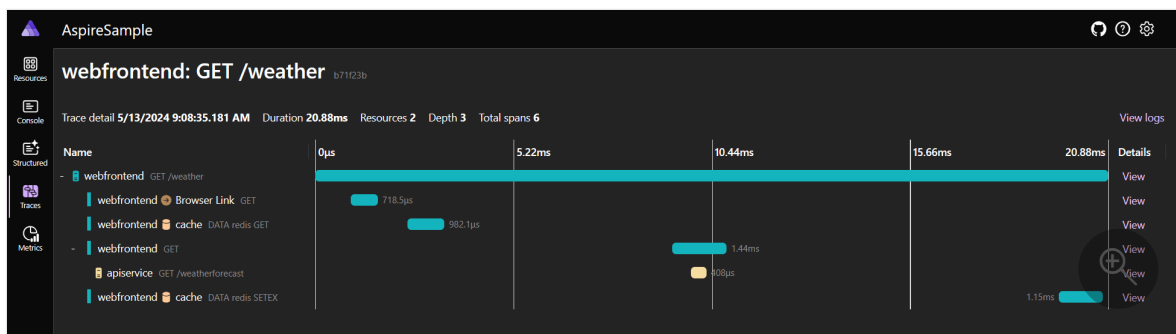 AspireSample
Resources
Console
Structured
Traces
Metrics
webfrontend: GET /weather b71f23b
Trace detail 5/13/2024 9:08:35.181 AM Duration 20.88ms Resources 2 Depth 3 Total spans 6 View logs
Name 0μs 5.22ms 10.44ms 15.66ms 20.88ms Details
- webfrontend GET /weather View
webfrontend Browser Link GET 718.5μs View
webfrontend cache DATA redis GET 982.1μs View
- webfrontend GET 1.44ms View
apiservice GET /weatherforecast 408μs View
webfrontend cache DATA redis SETEX 1.15ms View